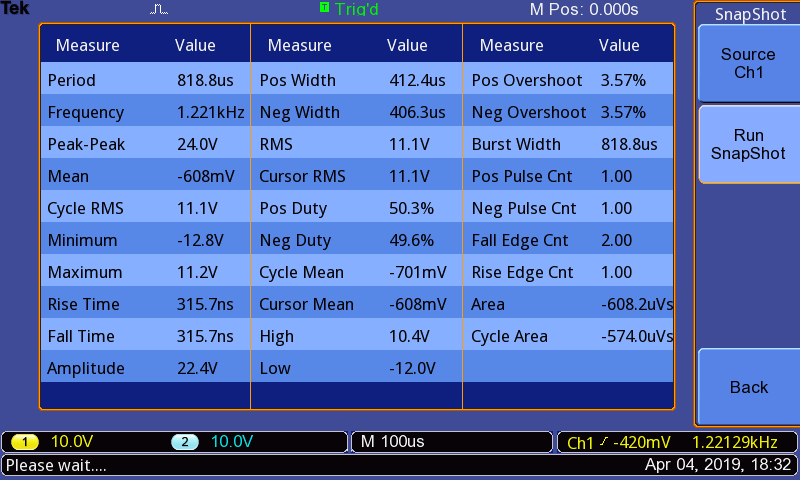 Tek T Trig'd M Pos: 0.000s
SnapShot
Measure Value Measure Value Measure Value
Source
Ch1
Period 818.8us Pos Width 412.4us Pos Overshoot 3.57%
Frequency 1.221kHz Neg Width 406.3us Neg Overshoot 3.57%
Run
SnapShot
Peak-Peak 24.0V RMS 11.1V Burst Width 818.8us
Mean -608mV Cursor RMS 11.1V Pos Pulse Cnt 1.00
Cycle RMS 11.1V Pos Duty 50.3% Neg Pulse Cnt 1.00
Minimum -12.8V Neg Duty 49.6% Fall Edge Cnt 2.00
Maximum 11.2V Cycle Mean -701mV Rise Edge Cnt 1.00
Rise Time 315.7ns Cursor Mean -608mV Area -608.2uVs
Fall Time 315.7ns High 10.4V Cycle Area -574.0uVs
Amplitude 22.4V Low -12.0V
Back
1 10.0V 2 10.0V M 100us Ch1 -420mV 1.22129kHz
Please wait.... Apr 04, 2019, 18:32